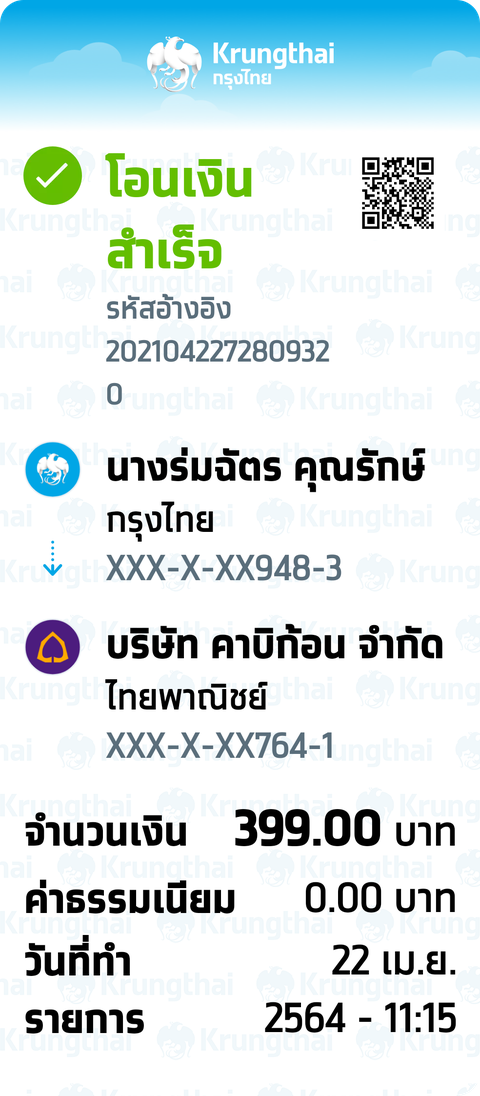 Krungthai
กรุงไทย
โอนเงิน
สำเร็จ
รหัสอ้างอิง
202104227280932
0
นางร่มฉัตร คุณรักษ์
กรุงไทย
XXX-X-XX948-3
บริษัท คาบิก้อน จำกัด
ไทยพาณิชย์
XXX-X-XX764-1
จำนวนเงิน 399.00 บาท
ค่าธรรมเนียม 0.00 บาท
วันที่ทำ 22 เม.ย.
รายการ 2564 - 11:15